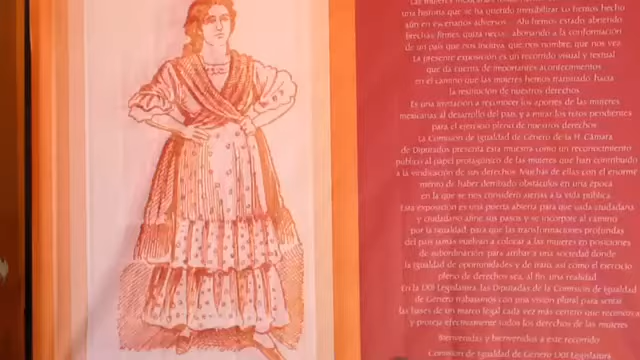 Las mujeres
una historia que se ha querido invisibilizar. Lo hemos hecho
aún en escenarios adversos... Ahí hemos estado, abriendo
brechas, firmes, quizá necias, abonando a la conformación
de un país que nos incluya, que nos nombre, que nos vea.
La presente exposición es un recorrido visual y textual
que da cuenta de importantes acontecimientos
en el camino que las mujeres hemos transitado hacia
la restitución de nuestros derechos.
Es una invitación a reconocer los aportes de las mujeres
mexicanas al desarrollo del país, y a mirar los retos pendientes
para el ejercicio pleno de nuestros derechos.
La Comisión de Igualdad de Género de la H. Cámara
de Diputados presenta esta muestra como un reconocimiento
público al papel protagónico de las mujeres que han contribuido
a la vindicación de sus derechos. Muchas de ellas con el enorme
mérito de haber derribado obstáculos en una época
en la que se nos consideró ajenas a la vida pública.
Esta exposición es una puerta abierta para que cada ciudadana
y ciudadano afine sus pasos y se incorpore al camino
por la igualdad, para que las transformaciones profundas
del país jamás vuelvan a colocar a las mujeres en posiciones
de subordinación; para arribar a una sociedad donde
la igualdad de oportunidades y de trato, así como el ejercicio
pleno de derechos sea, al fin, una realidad.
En la LXII Legislatura, las Diputadas de la Comisión de Igualdad
de Género trabajamos con una visión plural para sentar
las bases de un marco legal cada vez más certero que reconozca
y proteja efectivamente todos los derechos de las mujeres.
Bienvenidas y bienvenidos a este recorrido
Comisión de Igualdad de Género LXII Legislatura